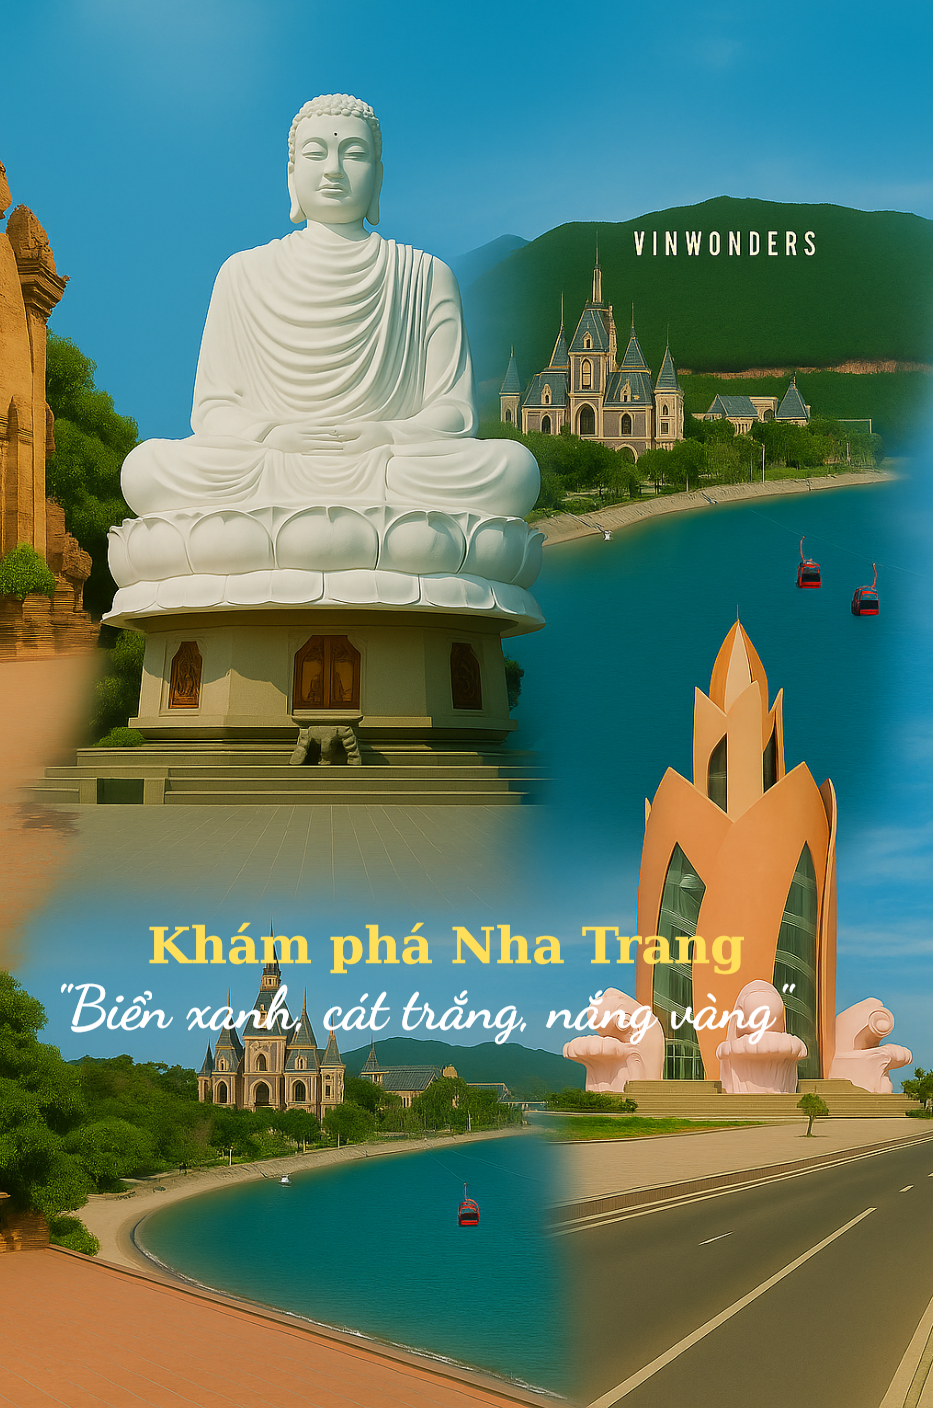 VINWONDERS
Khám phá Nha Trang
"Biển xanh, cát trắng, nắng vàng"